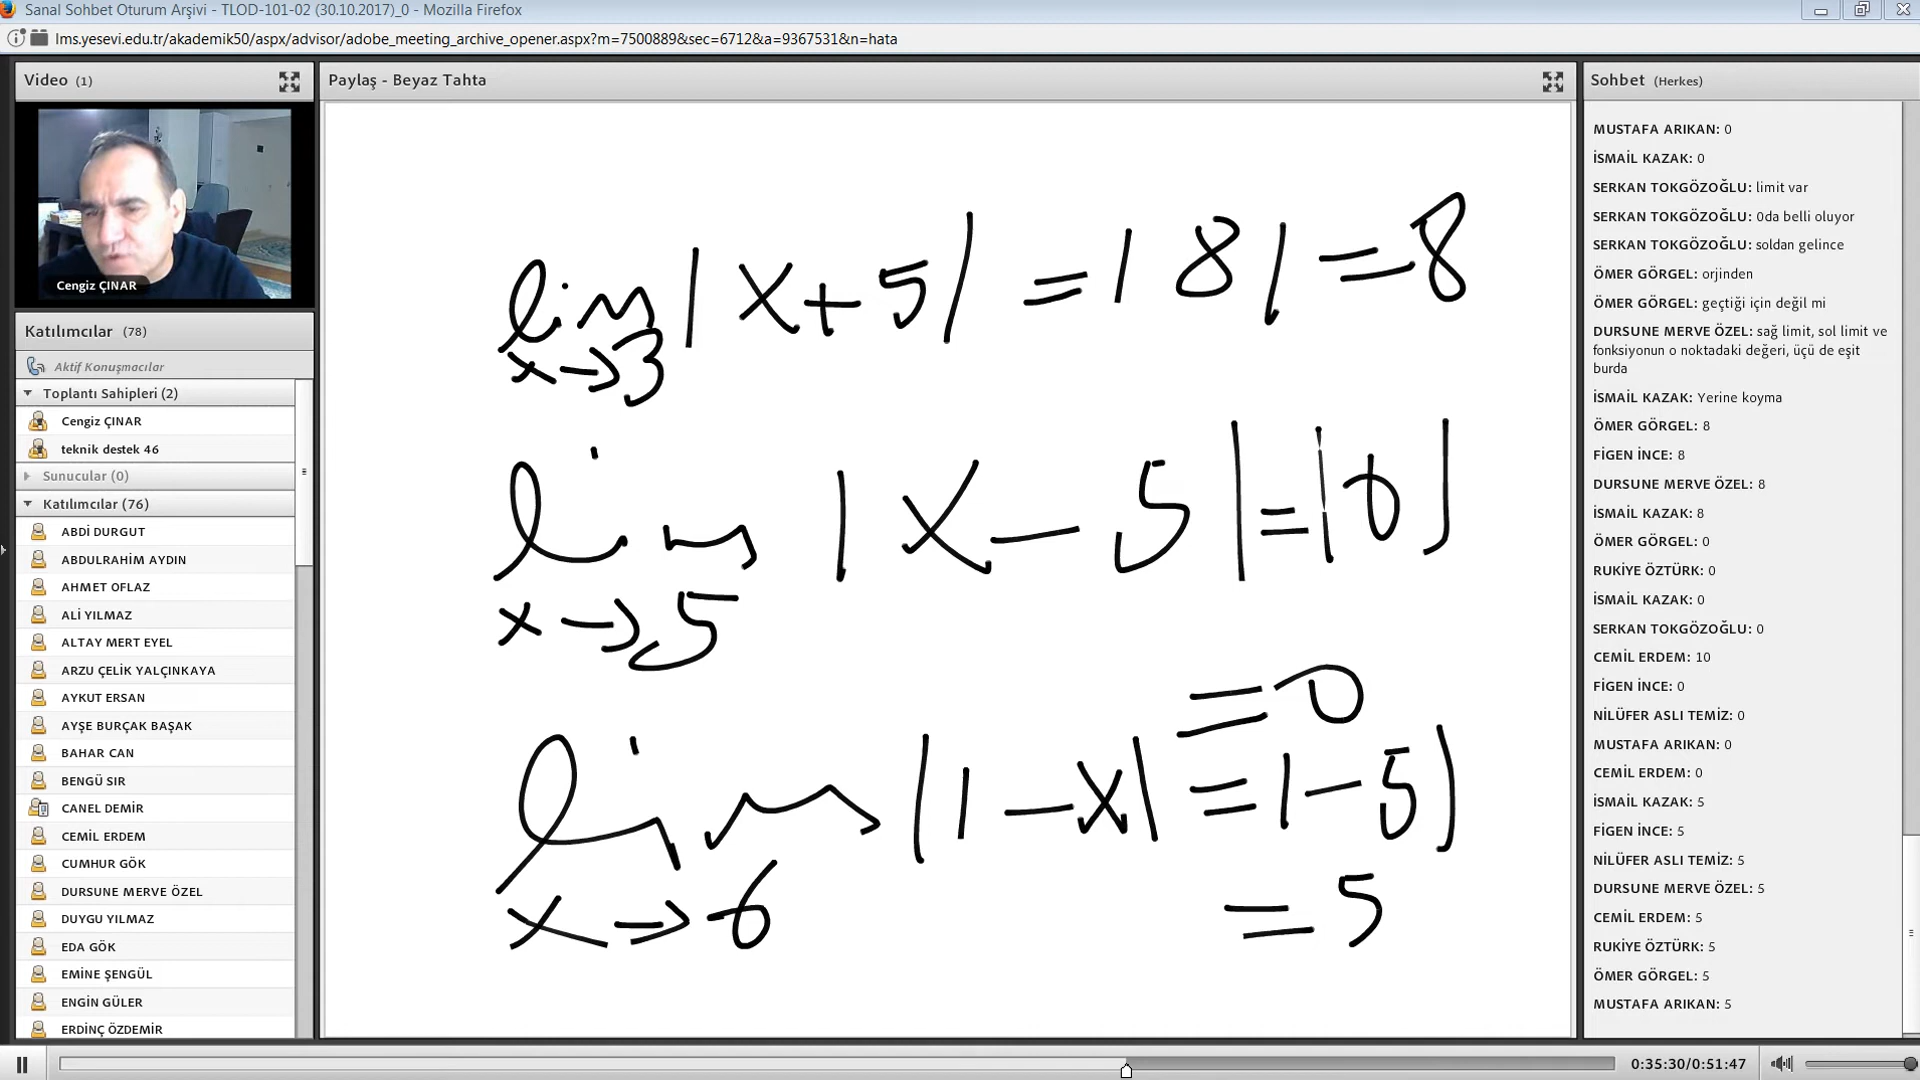 Sanal Sohbet Oturum Arşivi - TLOD-101-02 (30.10.2017)_0 - Mozilla Firefox
lms.yesevi.edu.tr/akademik50/aspx/advisor/adobe_meeting_archive_opener.aspx?m=7500889&sec=6712&a=9367531&n=hata
Video (1)
Cengiz ÇINAR
Katılımcılar (78)
Aktif Konuşmacılar
Toplantı Sahipleri (2)
Cengiz ÇINAR
teknik destek 46
Sunucular (0)
Katılımcılar (76)
ABDİ DURGUT
ABDULRAHİM AYDIN
AHMET OFLAZ
ALİ YILMAZ
ALTAY MERT EYEL
ARZU ÇELİK YALÇINKAYA
AYKUT ERSAN
AYŞE BURÇAK BAŞAK
BAHAR CAN
BENGÜ SIR
CANEL DEMİR
CEMİL ERDEM
CUMHUR GÖK
DURSUNE MERVE ÖZEL
DUYGU YILMAZ
EDA GÖK
EMİNE ŞENGÜL
ENGİN GÜLER
ERDİNÇ ÖZDEMİR
Paylaş - Beyaz Tahta
lim |x+5| = |8| = 8
x→3
lim |x-5| = |0|
x→5
= 0
lim |1-x| = |-5|
x→6
= 5
Sohbet (Herkes)
MUSTAFA ARIKAN: 0
İSMAİL KAZAK: 0
SERKAN TOKGÖZOĞLU: limit var
SERKAN TOKGÖZOĞLU: 0da belli oluyor
SERKAN TOKGÖZOĞLU: soldan gelince
ÖMER GÖRGEL: orjinden
ÖMER GÖRGEL: geçtiği için değil mi
DURSUNE MERVE ÖZEL: sağ limit, sol limit ve
fonksiyonun o noktadaki değeri, üçü de eşit
burda
İSMAİL KAZAK: Yerine koyma
ÖMER GÖRGEL: 8
FİGEN İNCE: 8
DURSUNE MERVE ÖZEL: 8
İSMAİL KAZAK: 8
ÖMER GÖRGEL: 0
RUKİYE ÖZTÜRK: 0
İSMAİL KAZAK: 0
SERKAN TOKGÖZOĞLU: 0
CEMİL ERDEM: 10
FİGEN İNCE: 0
NİLÜFER ASLI TEMİZ: 0
MUSTAFA ARIKAN: 0
CEMİL ERDEM: 0
İSMAİL KAZAK: 5
FİGEN İNCE: 5
NİLÜFER ASLI TEMİZ: 5
DURSUNE MERVE ÖZEL: 5
CEMİL ERDEM: 5
RUKİYE ÖZTÜRK: 5
ÖMER GÖRGEL: 5
MUSTAFA ARIKAN: 5
0:35:30/0:51:47